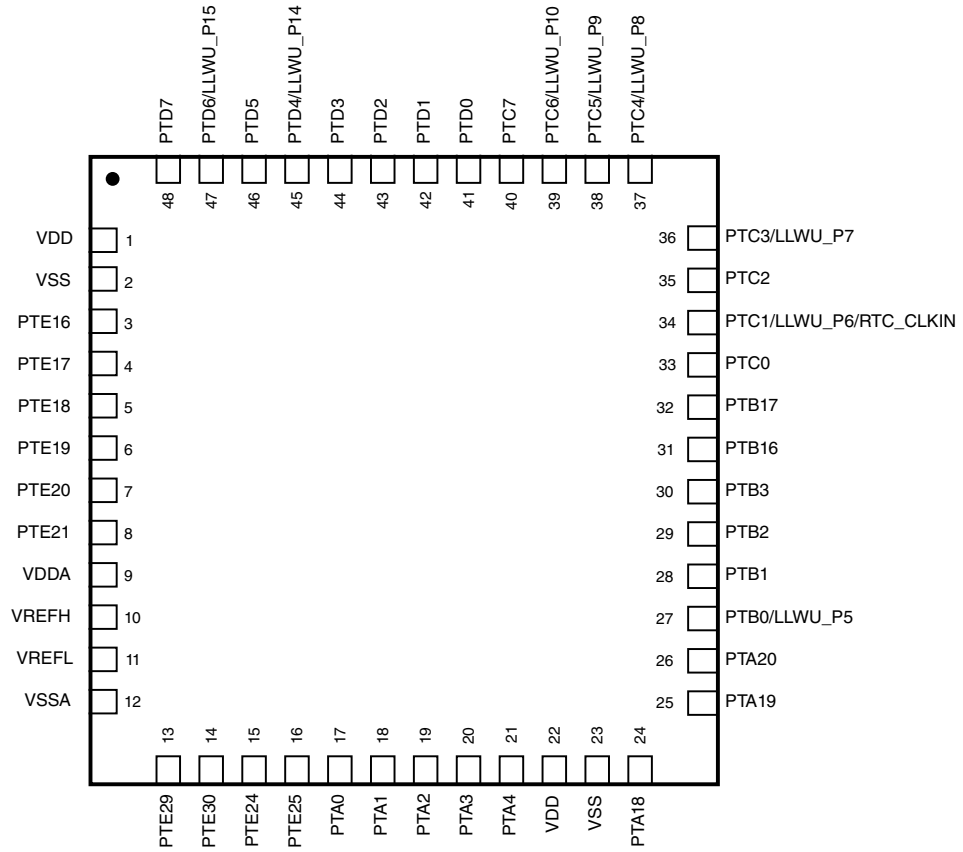 PTD7
PTD6/LLWU_P15
PTD5
PTD4/LLWU_P14
PTD3
PTD2
PTD1
PTD0
PTC7
PTC6/LLWU_P10
PTC5/LLWU_P9
PTC4/LLWU_P8
48
47
46
45
44
43
42
41
40
39
38
37
VDD 1
VSS 2
PTE16 3
PTE17 4
PTE18 5
PTE19 6
PTE20 7
PTE21 8
VDDA 9
VREFH 10
VREFL 11
VSSA 12
36 PTC3/LLWU_P7
35 PTC2
34 PTC1/LLWU_P6/RTC_CLKIN
33 PTC0
32 PTB17
31 PTB16
30 PTB3
29 PTB2
28 PTB1
27 PTB0/LLWU_P5
26 PTA20
25 PTA19
13
14
15
16
17
18
19
20
21
22
23
24
PTE29
PTE30
PTE24
PTE25
PTA0
PTA1
PTA2
PTA3
PTA4
VDD
VSS
PTA18